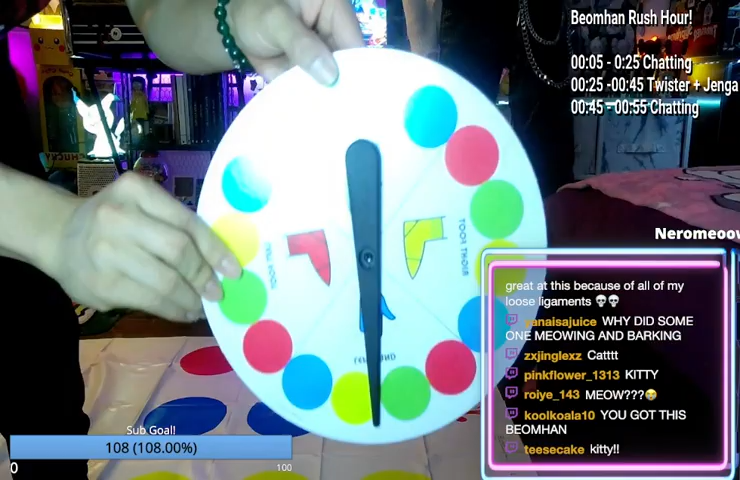 Beomhan Rush Hour!
00:05 - 0:25 Chatting
00:25 -00:45 Twister + Jenga
00:45 - 00:55 Chatting
Neromeoow
great at this because of all of my
loose ligaments 💀💀
yanaisajuice WHY DID SOME
ONE MEOWING AND BARKING
zxjinglexz Catttt
pinkflower_1313 KITTY
roiye_143 MEOW???😭
koolkoala10 YOU GOT THIS
BEOMHAN
teesecake kitty!!
Sub Goal!
108 (108.00%)
0 100